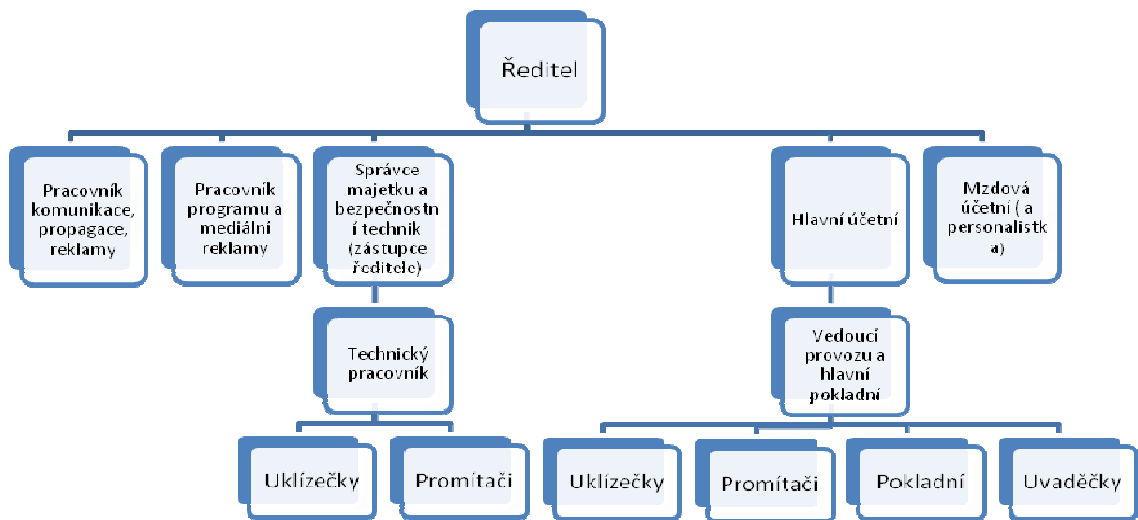 Ředitel
Pracovník
komunikace,
propagace,
reklamy
Pracovník
programu a
mediální
reklamy
Správce
majetku a
bezpečnostn
í technik
(zástupce
ředitele)
Hlavní účetní
Mzdová
účetní ( a
personalistk
a)
Technický
pracovník
Vedoucí
provozu a
hlavní
pokladní
Uklízečky
Promítači
Uklízečky
Promítači
Pokladní
Uvaděčky